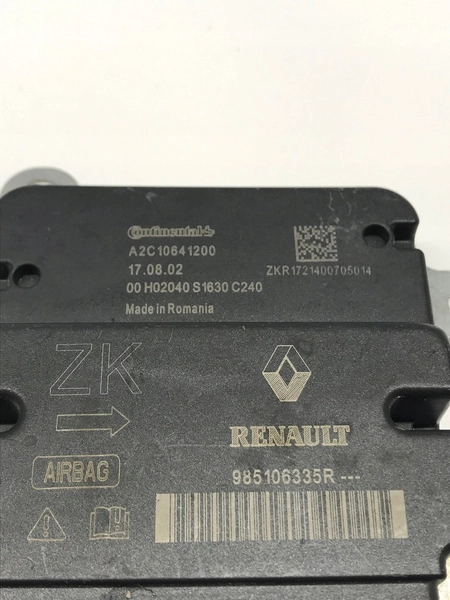 Continental
A2C10641200
17.08.02
00 H02040 S1630 C240
Made in Romania
ZKR1721400705014
ZK
AIRBAG
RENAULT
985106335R ---